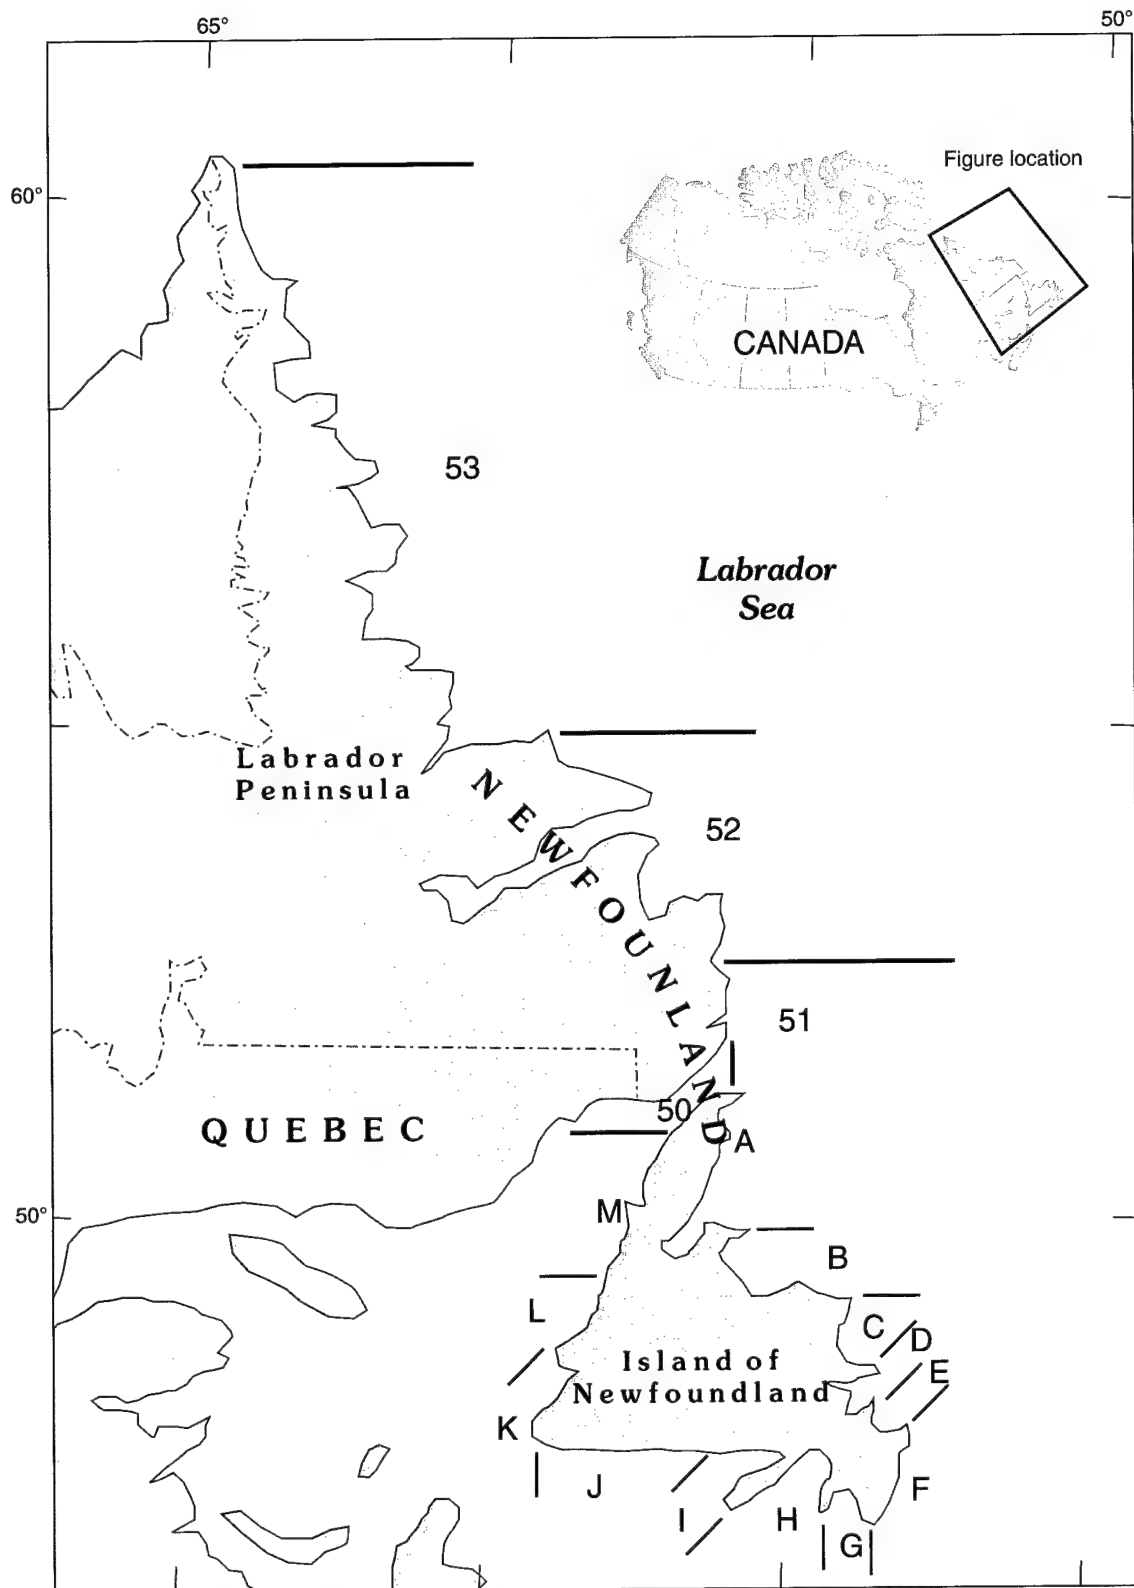 65°
50°
60°
Figure location
CANADA
53
Labrador
Sea
Labrador
Peninsula
NEWFOUNLAND
52
51
50
QUEBEC
A
50°
M
B
L
C
D
E
Island of
Newfoundland
K
J
F
I
H
G